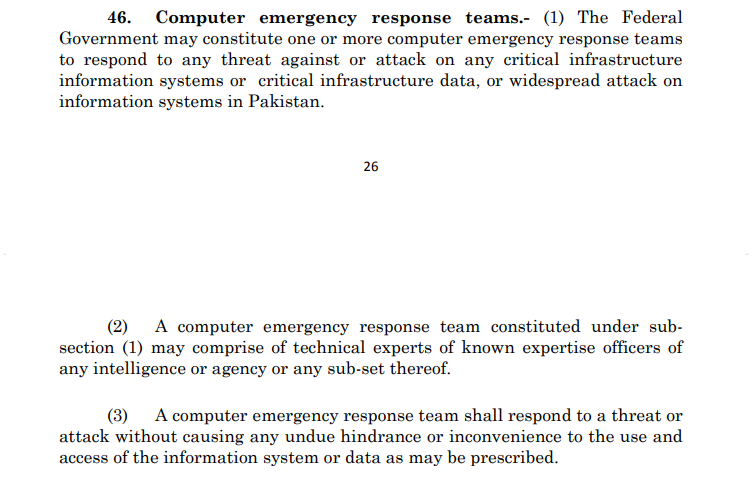 46. Computer emergency response teams.- (1) The Federal
Government may constitute one or more computer emergency response teams
to respond to any threat against or attack on any critical infrastructure
information systems or critical infrastructure data, or widespread attack on
information systems in Pakistan.
26
(2) A computer emergency response team constituted under sub-
section (1) may comprise of technical experts of known expertise officers of
any intelligence or agency or any sub-set thereof.
(3) A computer emergency response team shall respond to a threat or
attack without causing any undue hindrance or inconvenience to the use and
access of the information system or data as may be prescribed.